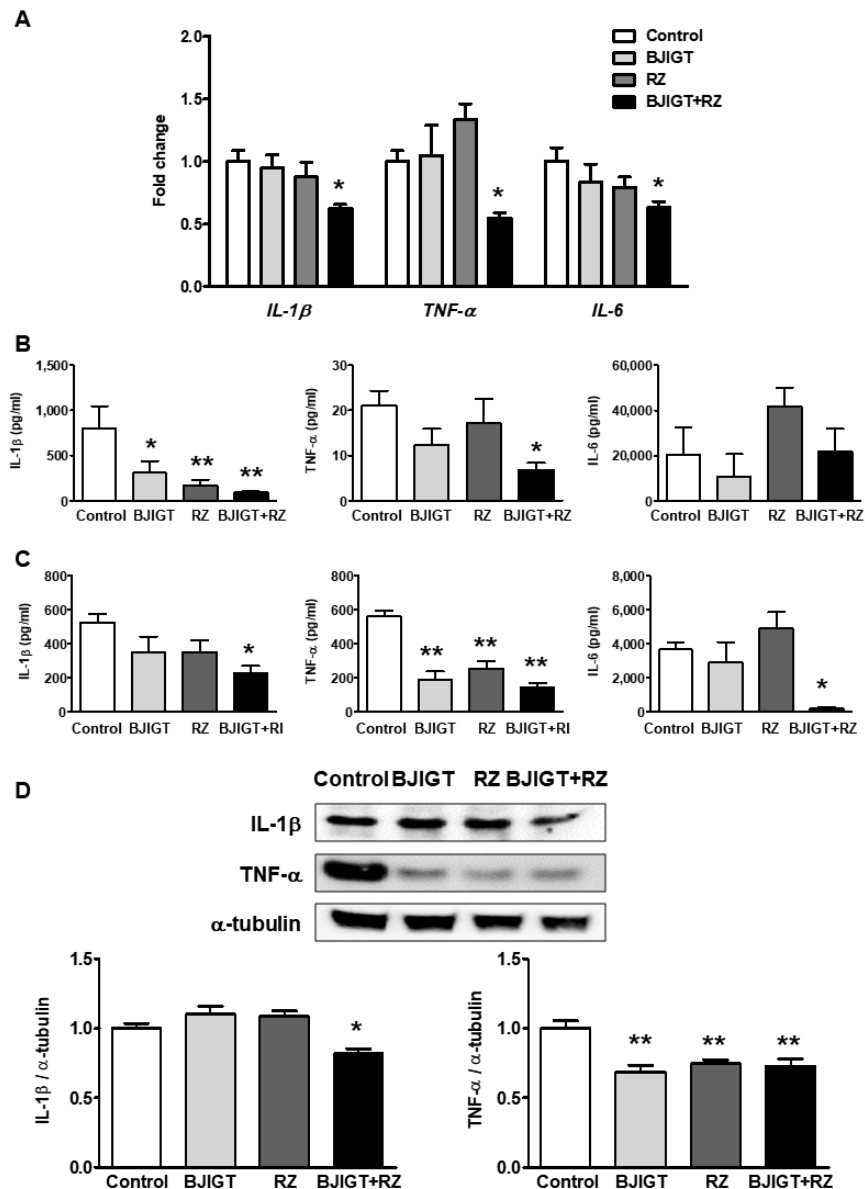 A
Fold change
2.0
1.5
1.0
0.5
0.0
Control
BJIGT
RZ
BJIGT+RZ
*
*
*
IL-1β TNF-α IL-6
B
IL-1β (pg/ml)
1,500
1,000
500
0
*
**
**
Control BJIGT RZ BJIGT+RZ
TNF-α (pg/ml)
30
20
10
0
*
Control BJIGT RZ BJIGT+RZ
IL-6 (pg/ml)
60,000
40,000
20,000
0
Control BJIGT RZ BJIGT+RZ
C
IL-1β (pg/ml)
800
600
400
200
0
*
Control BJIGT RZ BJIGT+RI
TNF-α (pg/ml)
800
600
400
200
0
**
**
**
Control BJIGT RZ BJIGT+RI
IL-6 (pg/ml)
8,000
6,000
4,000
2,000
0
*
Control BJIGT RZ BJIGT+RZ
D
Control BJIGT RZ BJIGT+RZ
IL-1β
TNF-α
α-tubulin
IL-1β / α-tubulin
1.5
1.0
0.5
0.0
*
Control BJIGT RZ BJIGT+RZ
TNF-α / α-tubulin
1.5
1.0
0.5
0.0
**
**
**
Control BJIGT RZ BJIGT+RZ